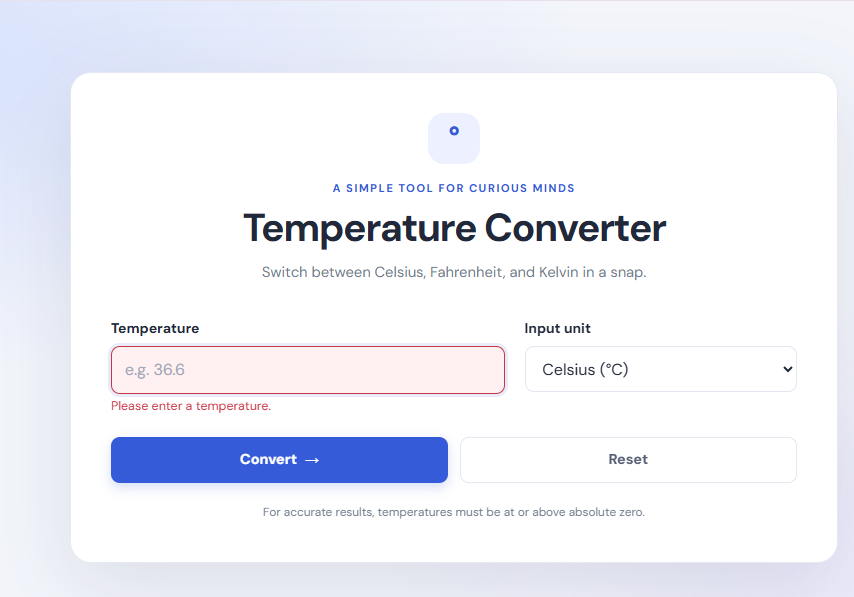 °
A SIMPLE TOOL FOR CURIOUS MINDS
Temperature Converter
Switch between Celsius, Fahrenheit, and Kelvin in a snap.
Temperature
Input unit
e.g. 36.6
Celsius (°C)
Please enter a temperature.
Convert →
Reset
For accurate results, temperatures must be at or above absolute zero.